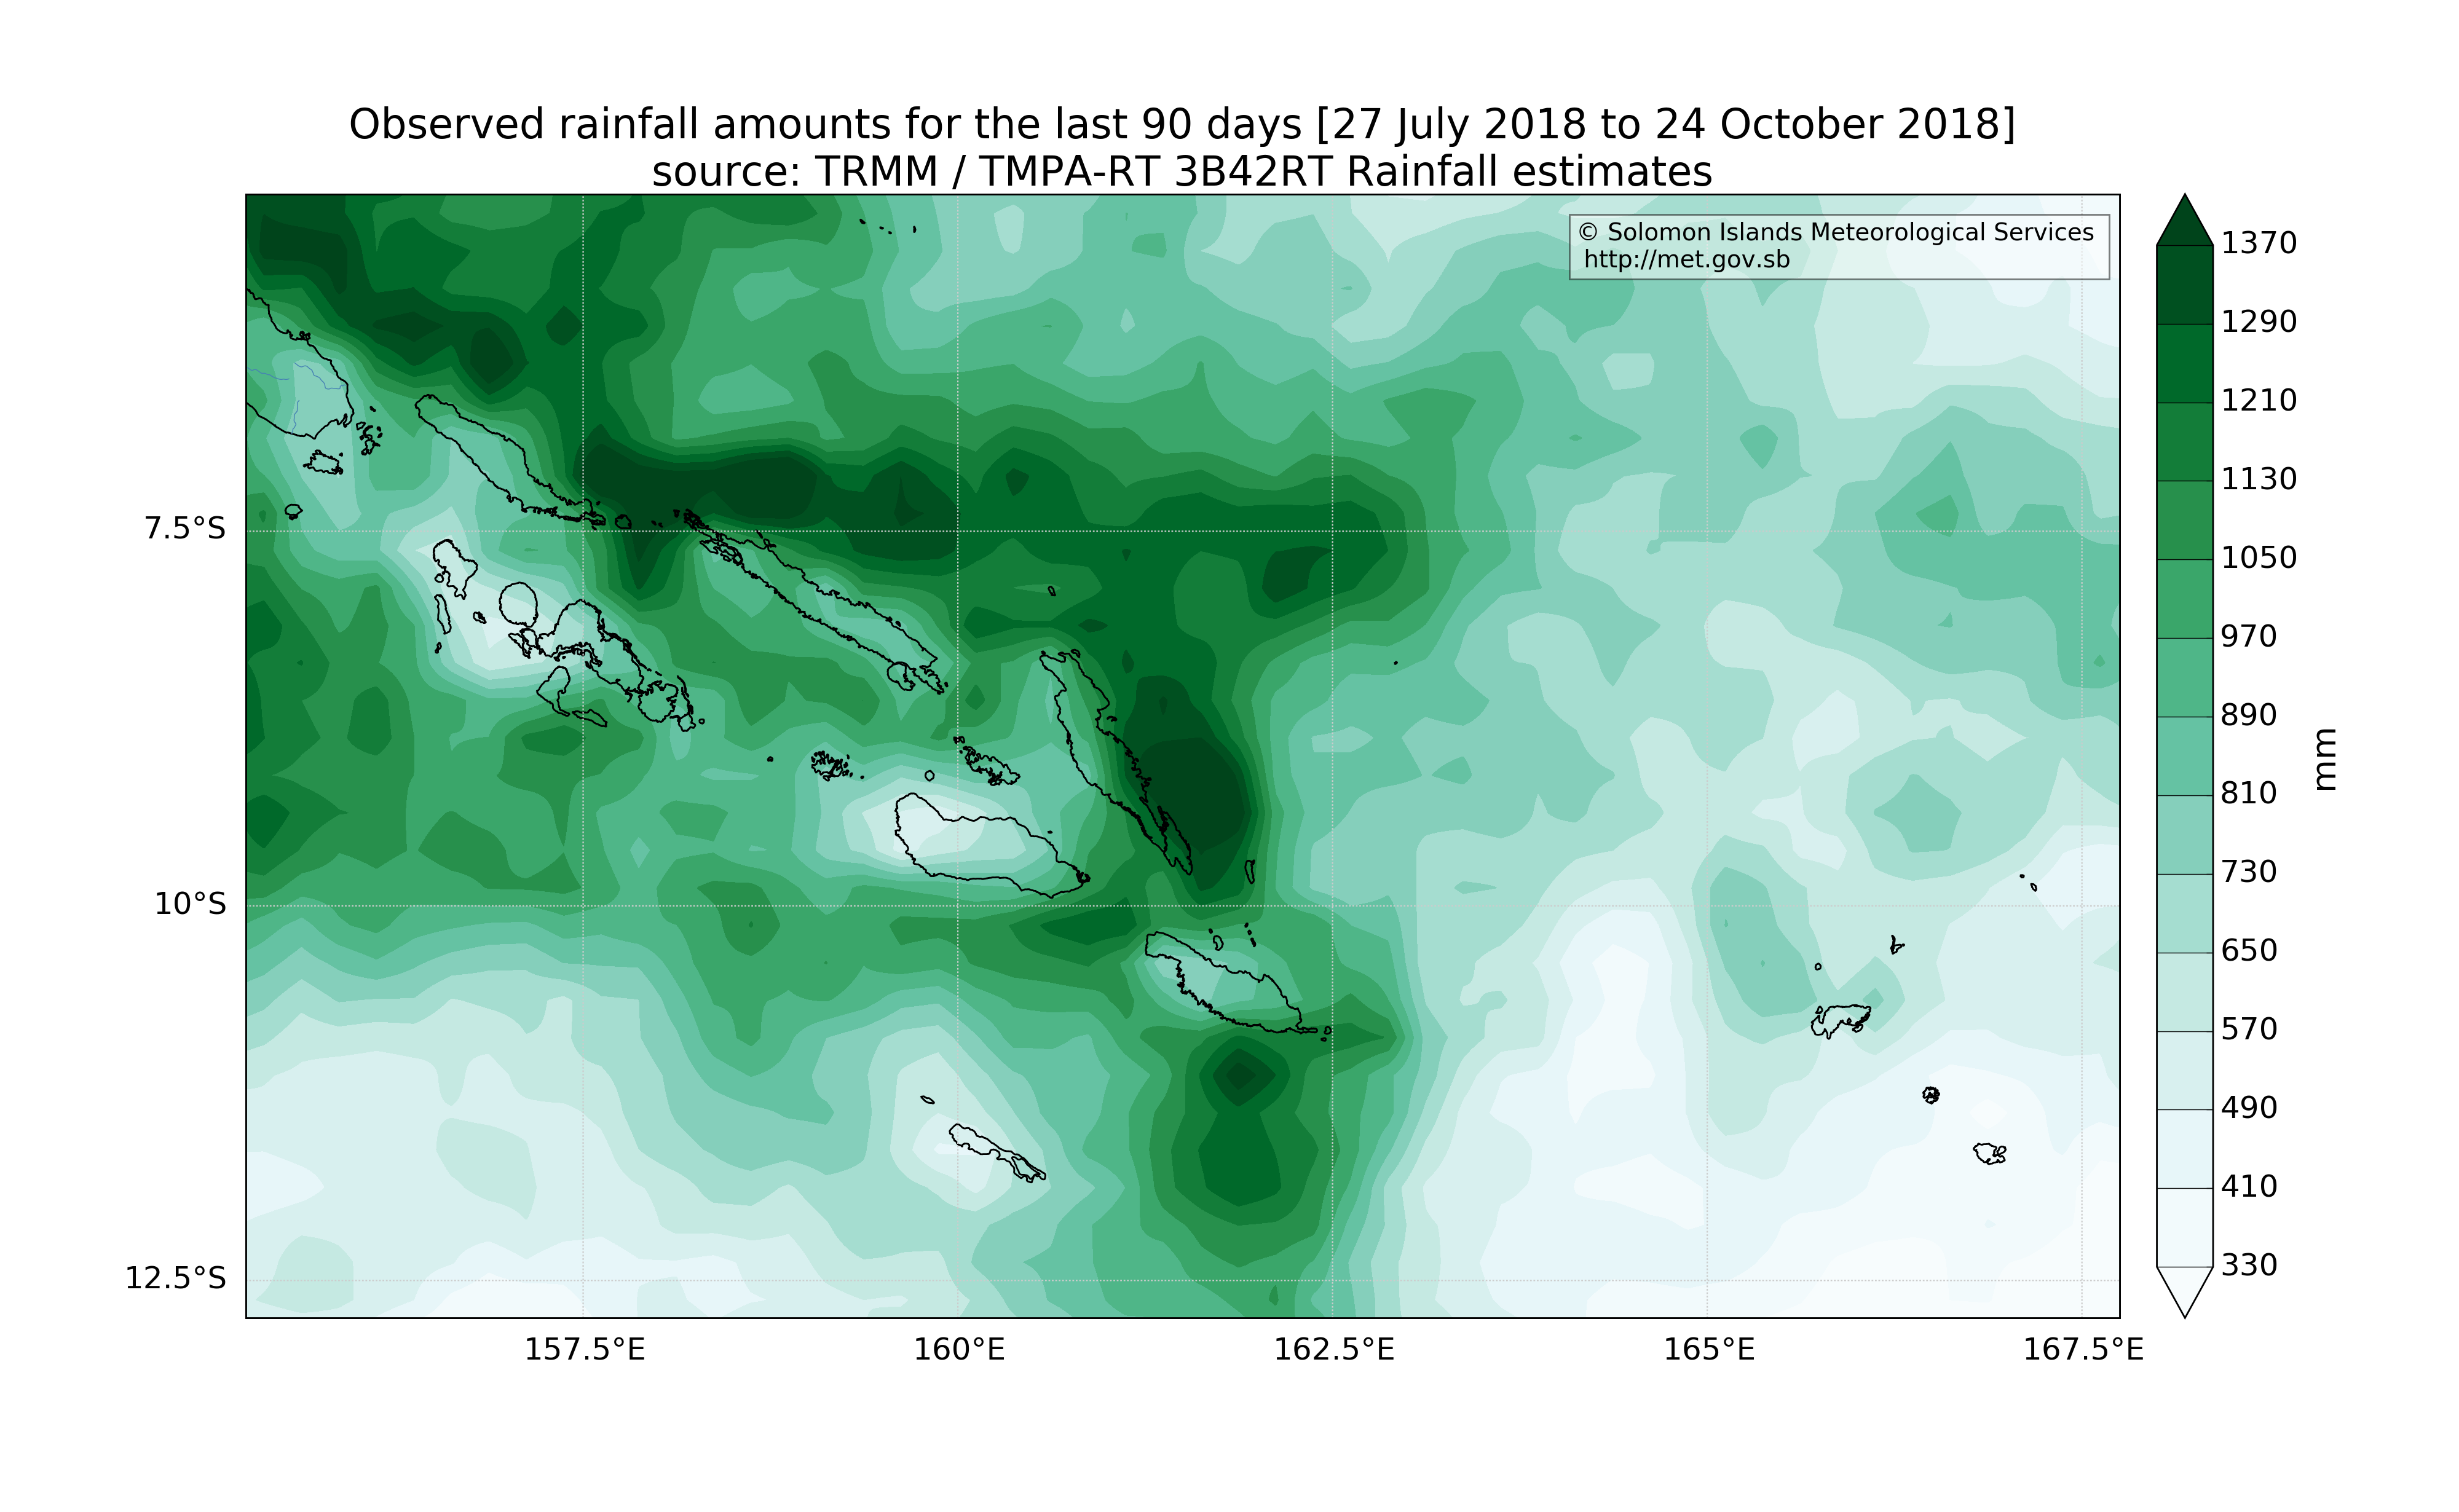 Observed rainfall amounts for the last 90 days [27 July 2018 to 24 October 2018]
source: TRMM / TMPA-RT 3B42RT Rainfall estimates
© Solomon Islands Meteorological Services
http://met.gov.sb
1370
1290
1210
1130
1050
970
890
810
730
650
570
490
410
330
mm
7.5°S
10°S
12.5°S
157.5°E
160°E
162.5°E
165°E
167.5°E